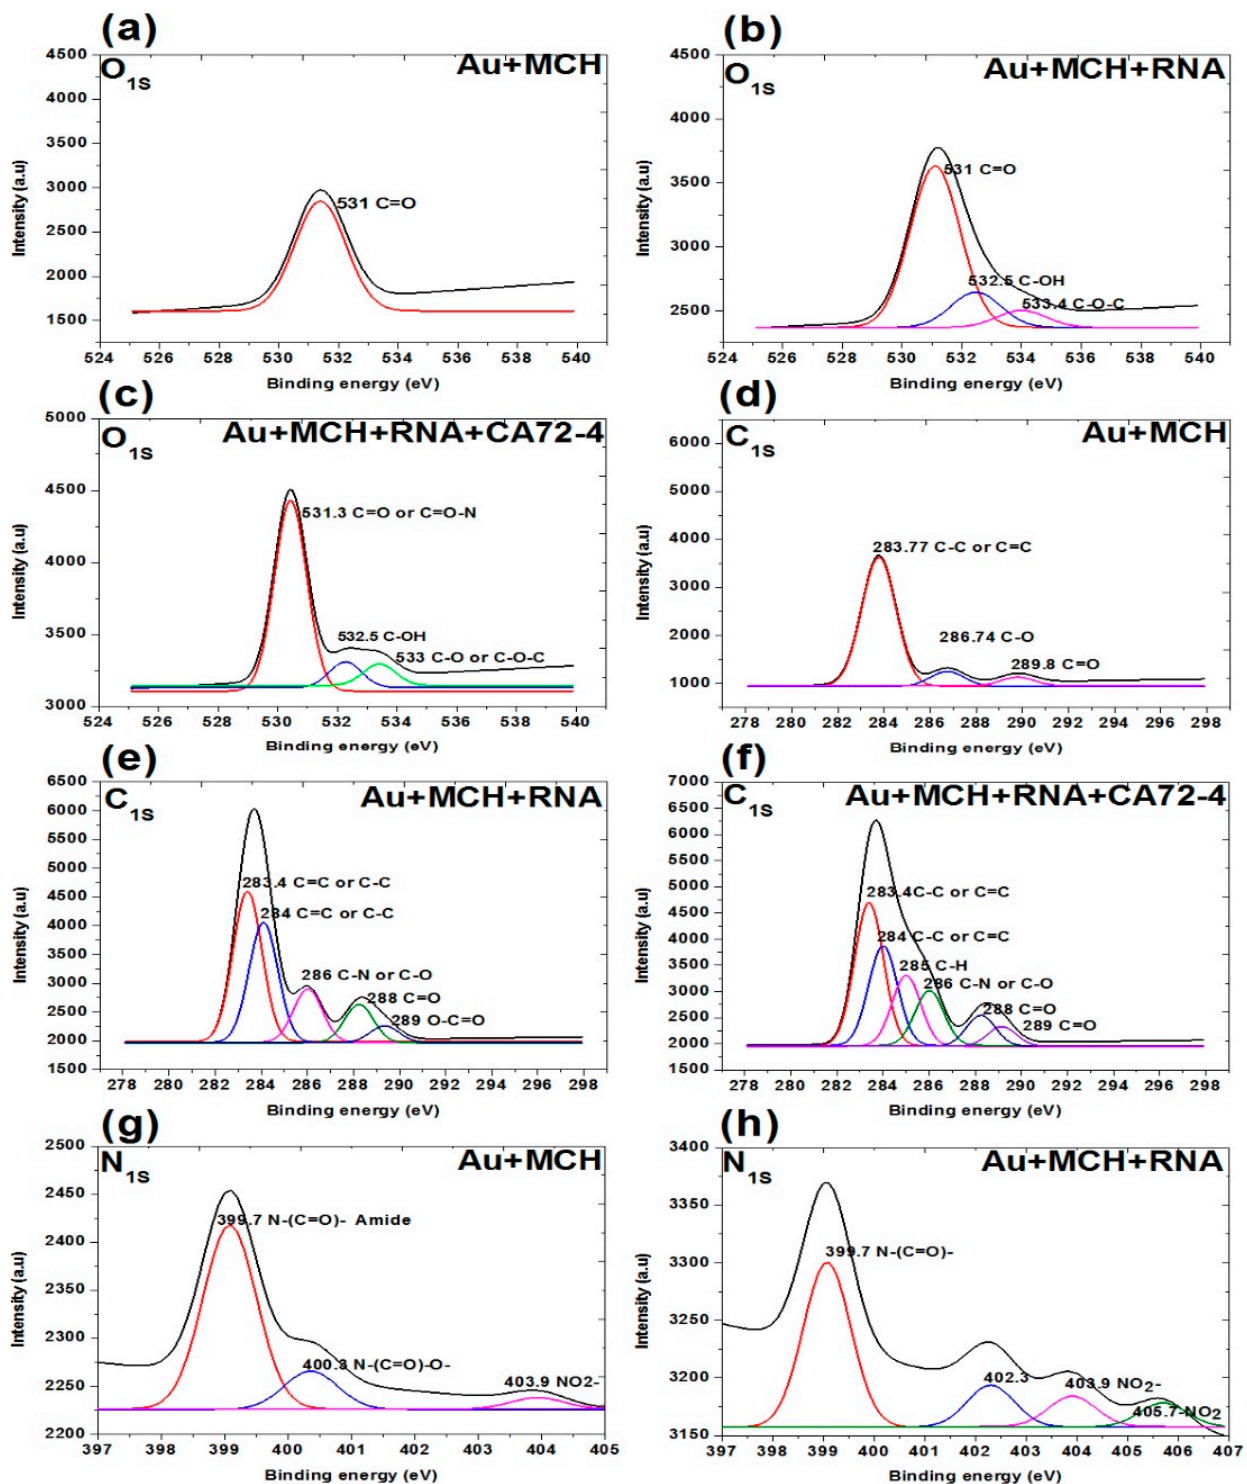 (a)
O1S
Au+MCH
4500
4000
3500
3000
2500
2000
1500
Intensity (a.u)
531 C=O
524 526 528 530 532 534 536 538 540
Binding energy (eV)
(b)
O1S
Au+MCH+RNA
4500
4000
3500
3000
2500
Intensity (a.u)
531 C=O
532.5 C-OH
533.4 C-O-C
524 526 528 530 532 534 536 538 540
Binding energy (eV)
(c)
O1S
Au+MCH+RNA+CA72-4
5000
4500
4000
3500
3000
Intensity (a.u)
531.3 C=O or C=O-N
532.5 C-OH
533 C-O or C-O-C
524 526 528 530 532 534 536 538 540
Binding energy (eV)
(d)
C1S
Au+MCH
6000
5000
4000
3000
2000
1000
Intensity (a.u)
283.77 C-C or C=C
286.74 C-O
289.8 C=O
278 280 282 284 286 288 290 292 294 296 298
Binding energy (eV)
(e)
C1S
Au+MCH+RNA
6500
6000
5500
5000
4500
4000
3500
3000
2500
2000
1500
Intensity (a.u)
283.4 C=C or C-C
284 C=C or C-C
286 C-N or C-O
288 C=O
289 O-C=O
278 280 282 284 286 288 290 292 294 296 298
Binding energy (eV)
(f)
C1S
Au+MCH+RNA+CA72-4
7000
6500
6000
5500
5000
4500
4000
3500
3000
2500
2000
1500
Intensity (a.u)
283.4C-C or C=C
284 C-C or C=C
285 C-H
286 C-N or C-O
288 C=O
289 C=O
278 280 282 284 286 288 290 292 294 296 298
Binding energy (eV)
(g)
N1S
Au+MCH
2500
2450
2400
2350
2300
2250
2200
Intensity (a.u)
399.7 N-(C=O)- Amide
400.3 N-(C=O)-O-
403.9 NO2-
397 398 399 400 401 402 403 404 405
Binding energy (eV)
(h)
N1S
Au+MCH+RNA
3400
3350
3300
3250
3200
3150
Intensity (a.u)
399.7 N-(C=O)-
402.3
403.9 NO2-
405.7-NO2
397 398 399 400 401 402 403 404 405 406 407
Binding energy (eV)